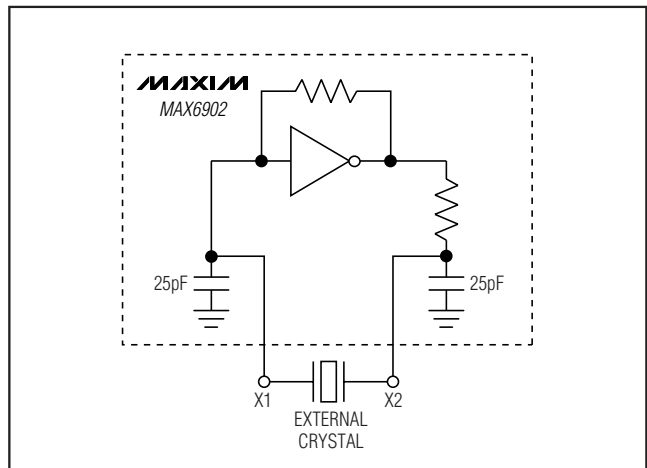 MAXIM
MAX6902
25pF
25pF
X1
X2
EXTERNAL
CRYSTAL